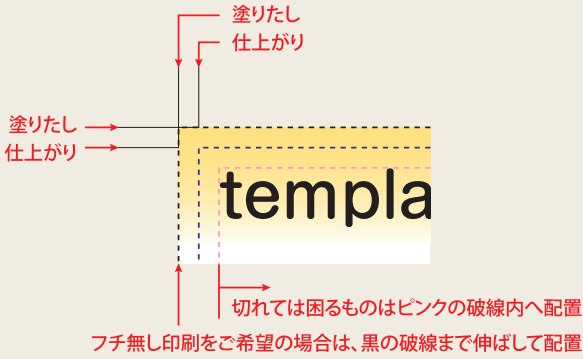 塗りたし
仕上がり
塗りたし
仕上がり
templa
切れては困るものはピンクの破線内へ配置
フチ無し印刷をご希望の場合は、黒の破線まで伸ばして配置